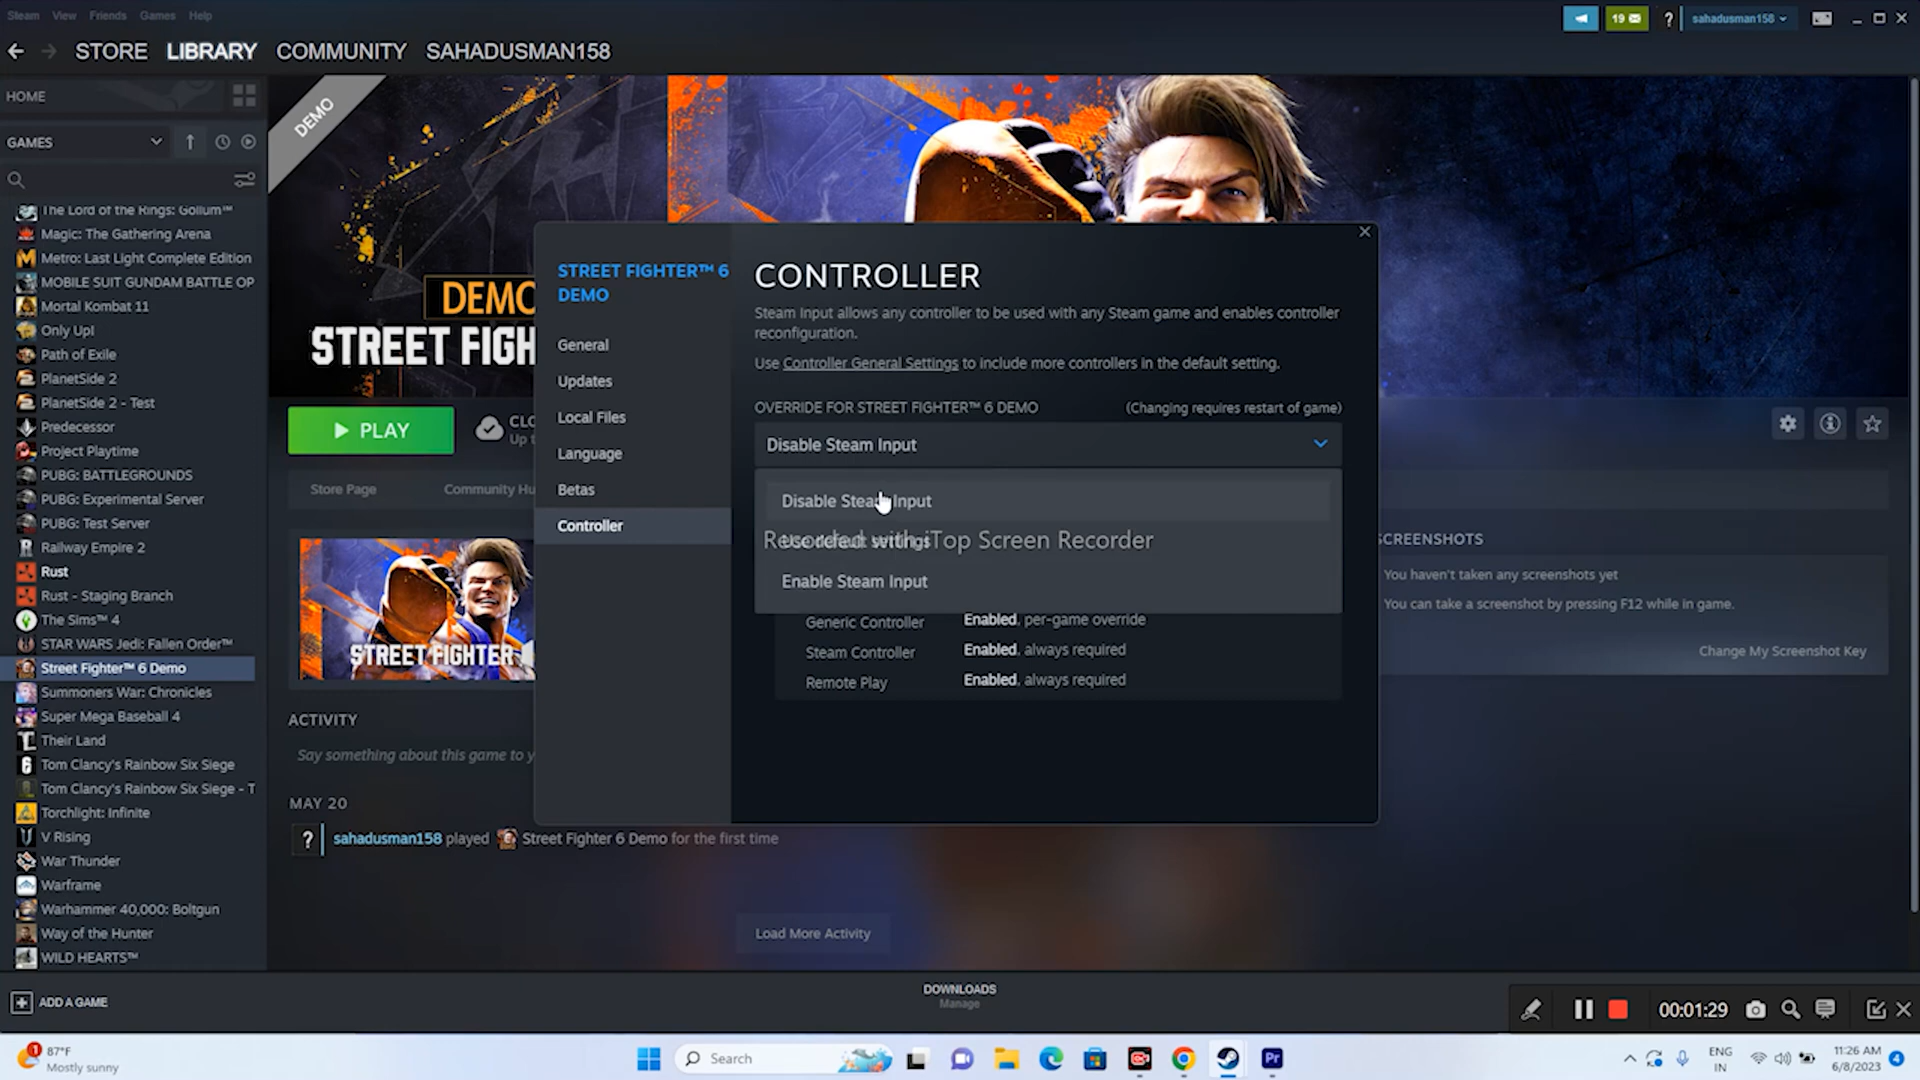 Steam View Friends Games Help
19
?
sahadusman158
STORE LIBRARY COMMUNITY SAHADUSMAN158
HOME
GAMES
The Lord of the Rings: Gollum™
Magic: The Gathering Arena
Metro: Last Light Complete Edition
MOBILE SUIT GUNDAM BATTLE OP
Mortal Kombat 11
Only Up!
Path of Exile
PlanetSide 2
PlanetSide 2 - Test
Predecessor
Project Playtime
PUBG: BATTLEGROUNDS
PUBG: Experimental Server
PUBG: Test Server
Railway Empire 2
Rust
Rust - Staging Branch
The Sims™ 4
STAR WARS Jedi: Fallen Order™
Street Fighter™ 6 Demo
Summoners War: Chronicles
Super Mega Baseball 4
Their Land
Tom Clancy's Rainbow Six Siege
Tom Clancy's Rainbow Six Siege - T
Torchlight: Infinite
V Rising
War Thunder
Warframe
Warhammer 40,000: Boltgun
Way of the Hunter
WILD HEARTS™
ADD A GAME
DEMO
DEMO
STREET FIGH
PLAY
CLO
Up t
Store Page Community Hu
STREET FIGHTER
ACTIVITY
Say something about this game to y
MAY 20
? sahadusman158 played Street Fighter 6 Demo for the first time
Load More Activity
STREET FIGHTER™ 6
DEMO
General
Updates
Local Files
Language
Betas
Controller
CONTROLLER
Steam Input allows any controller to be used with any Steam game and enables controller
reconfiguration.
Use Controller General Settings to include more controllers in the default setting.
OVERRIDE FOR STREET FIGHTER™ 6 DEMO (Changing requires restart of game)
Disable Steam Input
Disable Steam Input
Use default settings
Recorded with iTop Screen Recorder
Enable Steam Input
Generic Controller Enabled, per-game override
Steam Controller Enabled, always required
Remote Play Enabled, always required
SCREENSHOTS
You haven't taken any screenshots yet
You can take a screenshot by pressing F12 while in game.
Change My Screenshot Key
DOWNLOADS
Manage
00:01:29
1
87°F
Mostly sunny
Search
Pr
ENG
IN
11:26 AM
6/8/2023
4